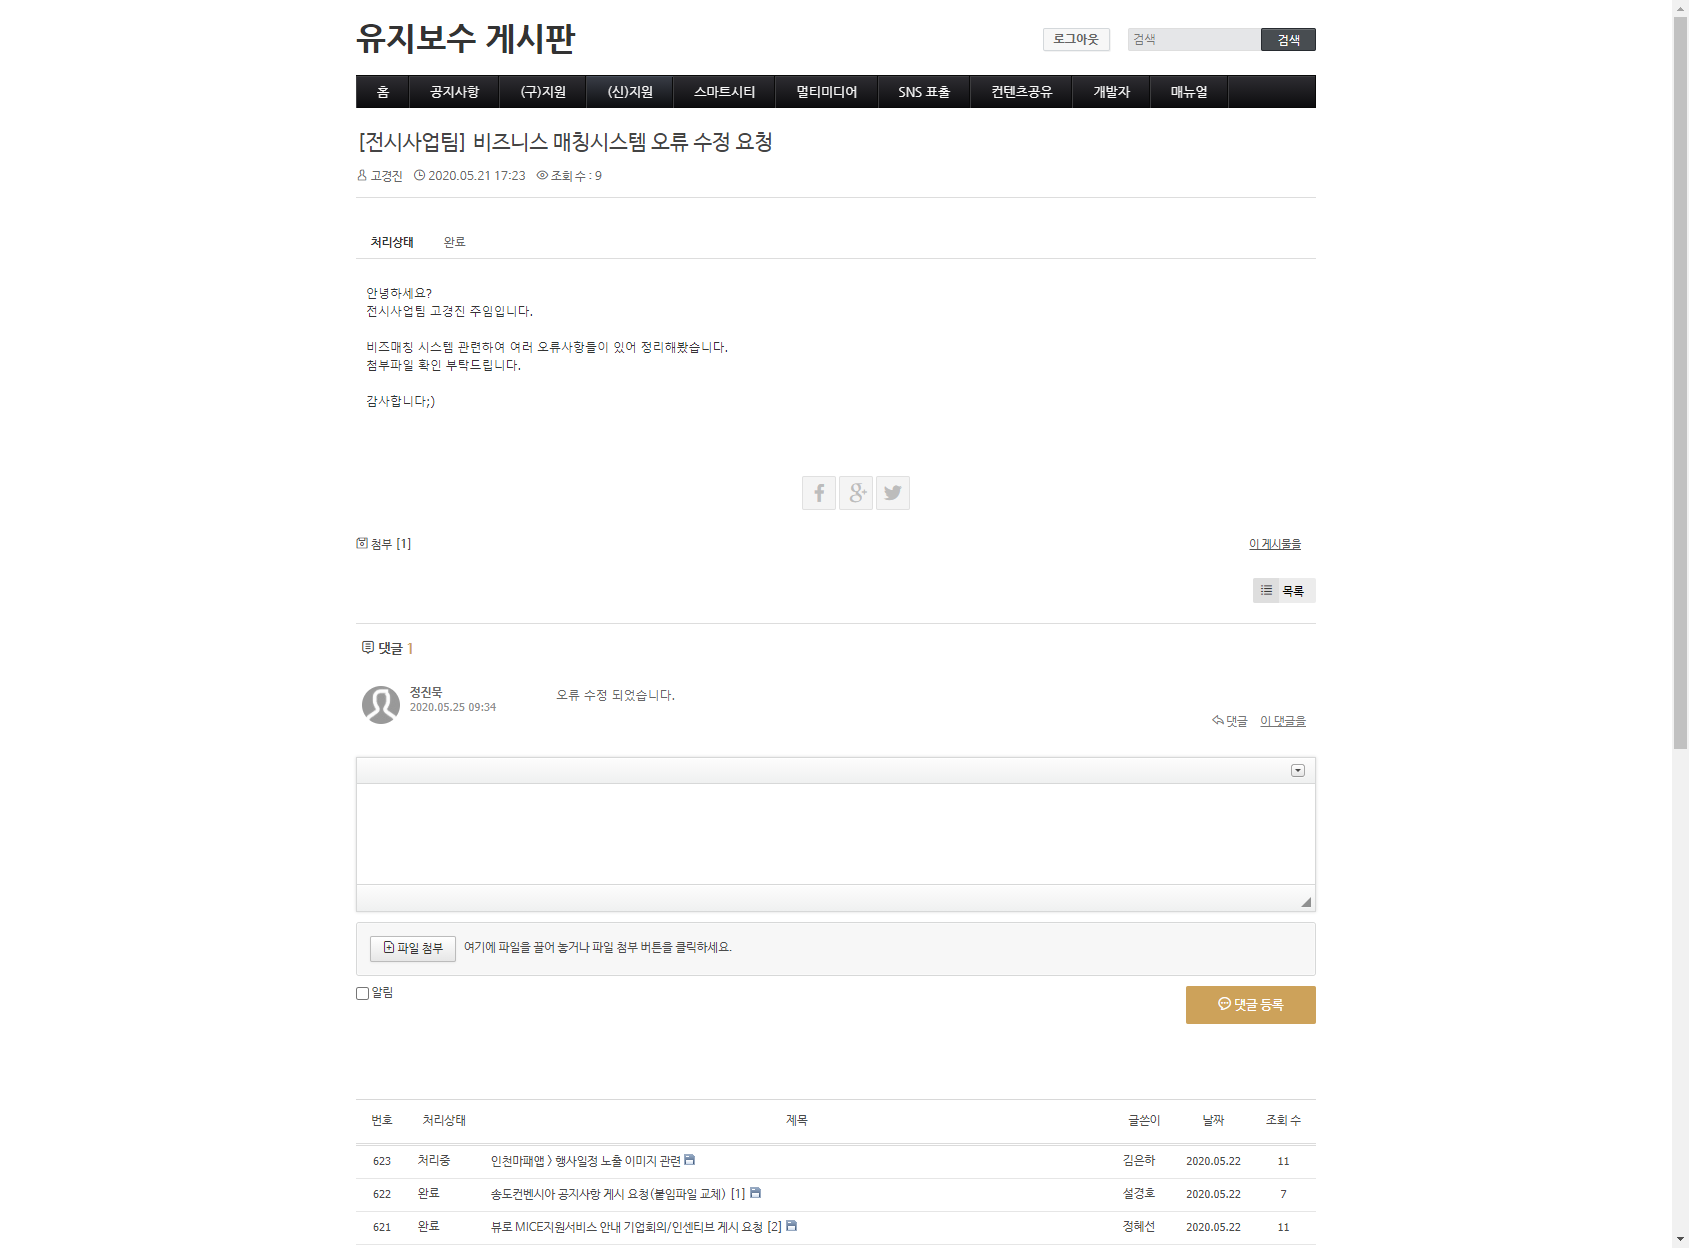 유지보수 게시판
로그아웃 검색 검색
홈 공지사항 (구)지원 (신)지원 스마트시티 멀티미디어 SNS 표출 컨텐츠공유 개발자 매뉴얼
[전시사업팀] 비즈니스 매칭시스템 오류 수정 요청
고경진 2020.05.21 17:23 조회 수 : 9
처리상태 완료
안녕하세요?
전시사업팀 고경진 주임입니다.
비즈매칭 시스템 관련하여 여러 오류사항들이 있어 정리해봤습니다.
첨부파일 확인 부탁드립니다.
감사합니다;)
첨부 [1] 이 게시물을
목록
댓글 1
정진묵 오류 수정 되었습니다.
2020.05.25 09:34
댓글 이 댓글을
파일 첨부 여기에 파일을 끌어 놓거나 파일 첨부 버튼을 클릭하세요.
알림 댓글 등록
번호 처리상태 제목 글쓴이 날짜 조회 수
623 처리중 인천마패앱 > 행사일정 노출 이미지 관련 김은하 2020.05.22 11
622 완료 송도컨벤시아 공지사항 게시 요청(붙임파일 교체) [1] 설경호 2020.05.22 7
621 완료 뷰로 MICE지원서비스 안내 기업회의/인센티브 게시 요청 [2] 정혜선 2020.05.22 11